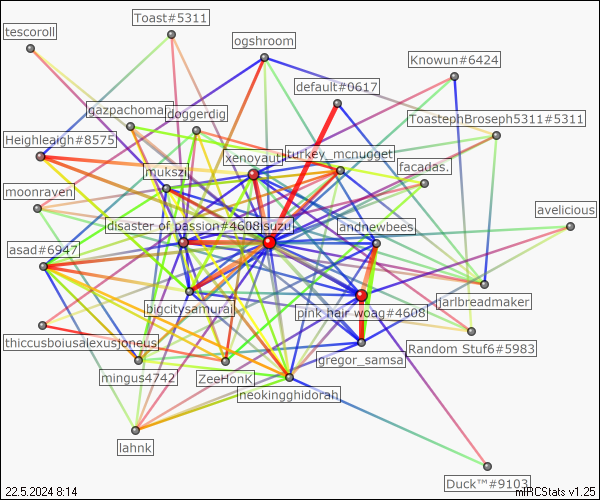 Toast#5311
tescoroll
ogshroom
Knowun#6424
default#0617
gazpachoman
doggerdig
ToastephBroseph5311#5311
Heighleaigh#8575
xenoyaut
turkey_mcnugget
mukszi
facadas.
moonraven
avelicious
disaster of passion#4608
suzu
andnewbees
asad#6947
jarlbreadmaker
bigcitysamurai
pink hair woag#4608
thiccusboiusalexusjoneus
Random Stuf6#5983
gregor_samsa
mingus4742
ZeeHonK
neokingghidorah
lahnk
Duck™#9103
22.5.2024 8:14
mIRCStats v1.25